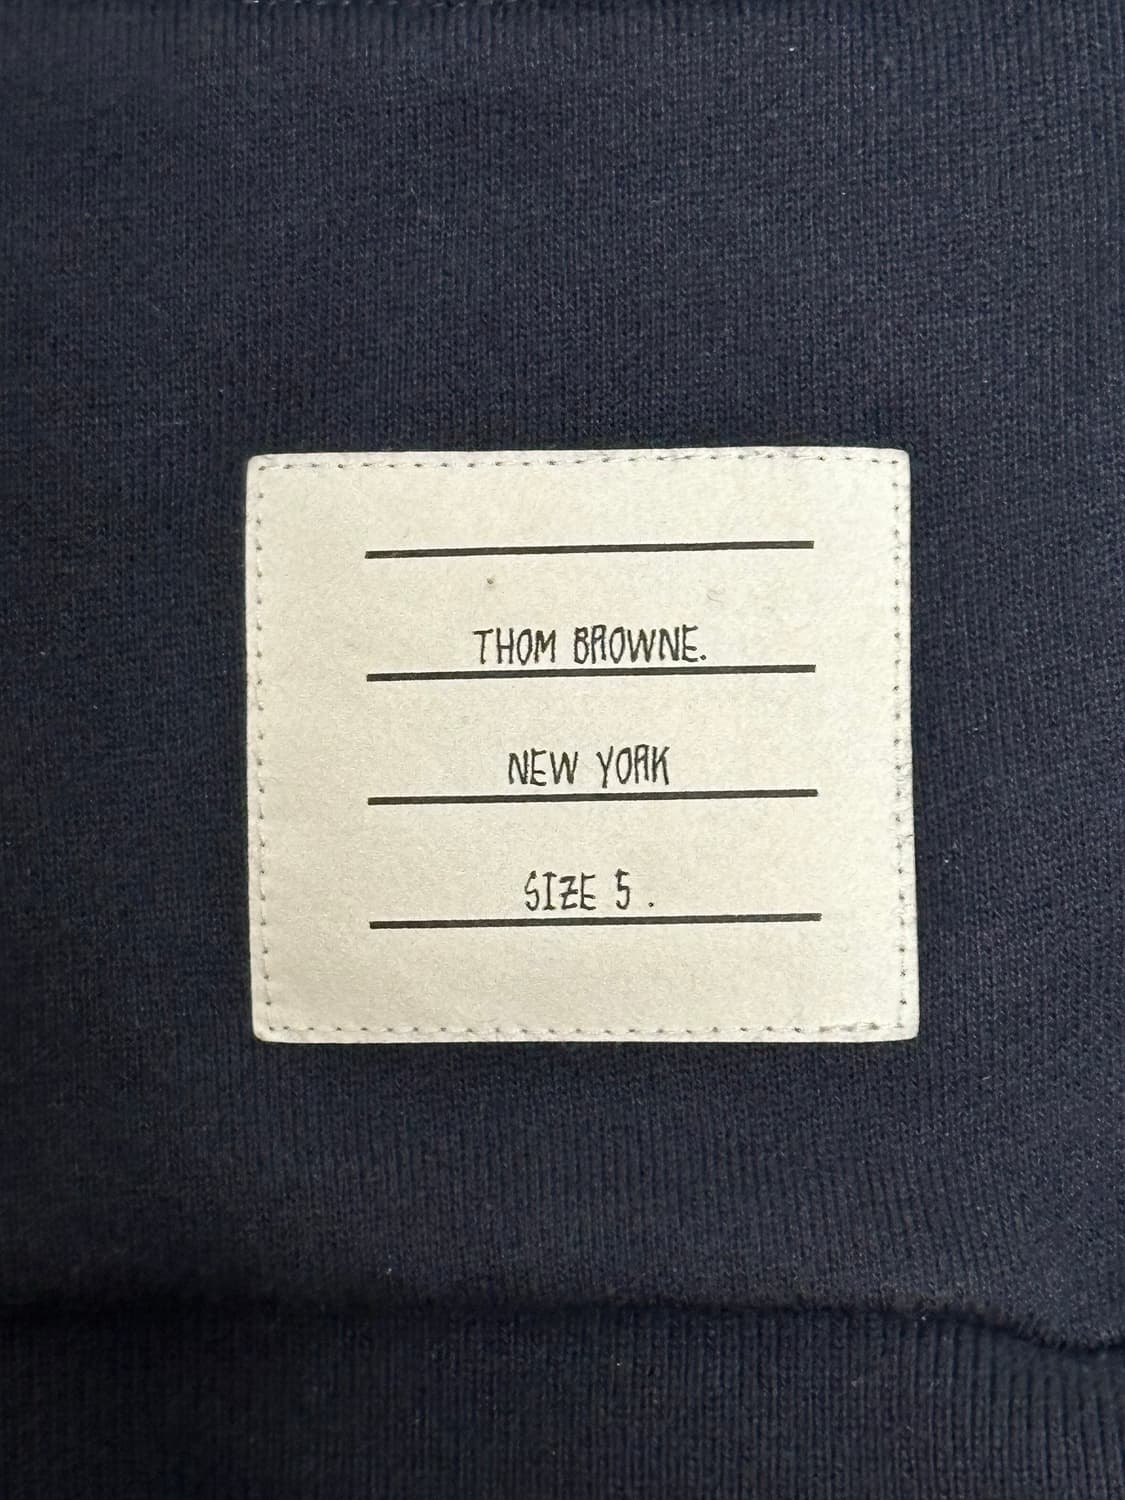 THOM BROWNE.
NEW YORK
SIZE 5 .